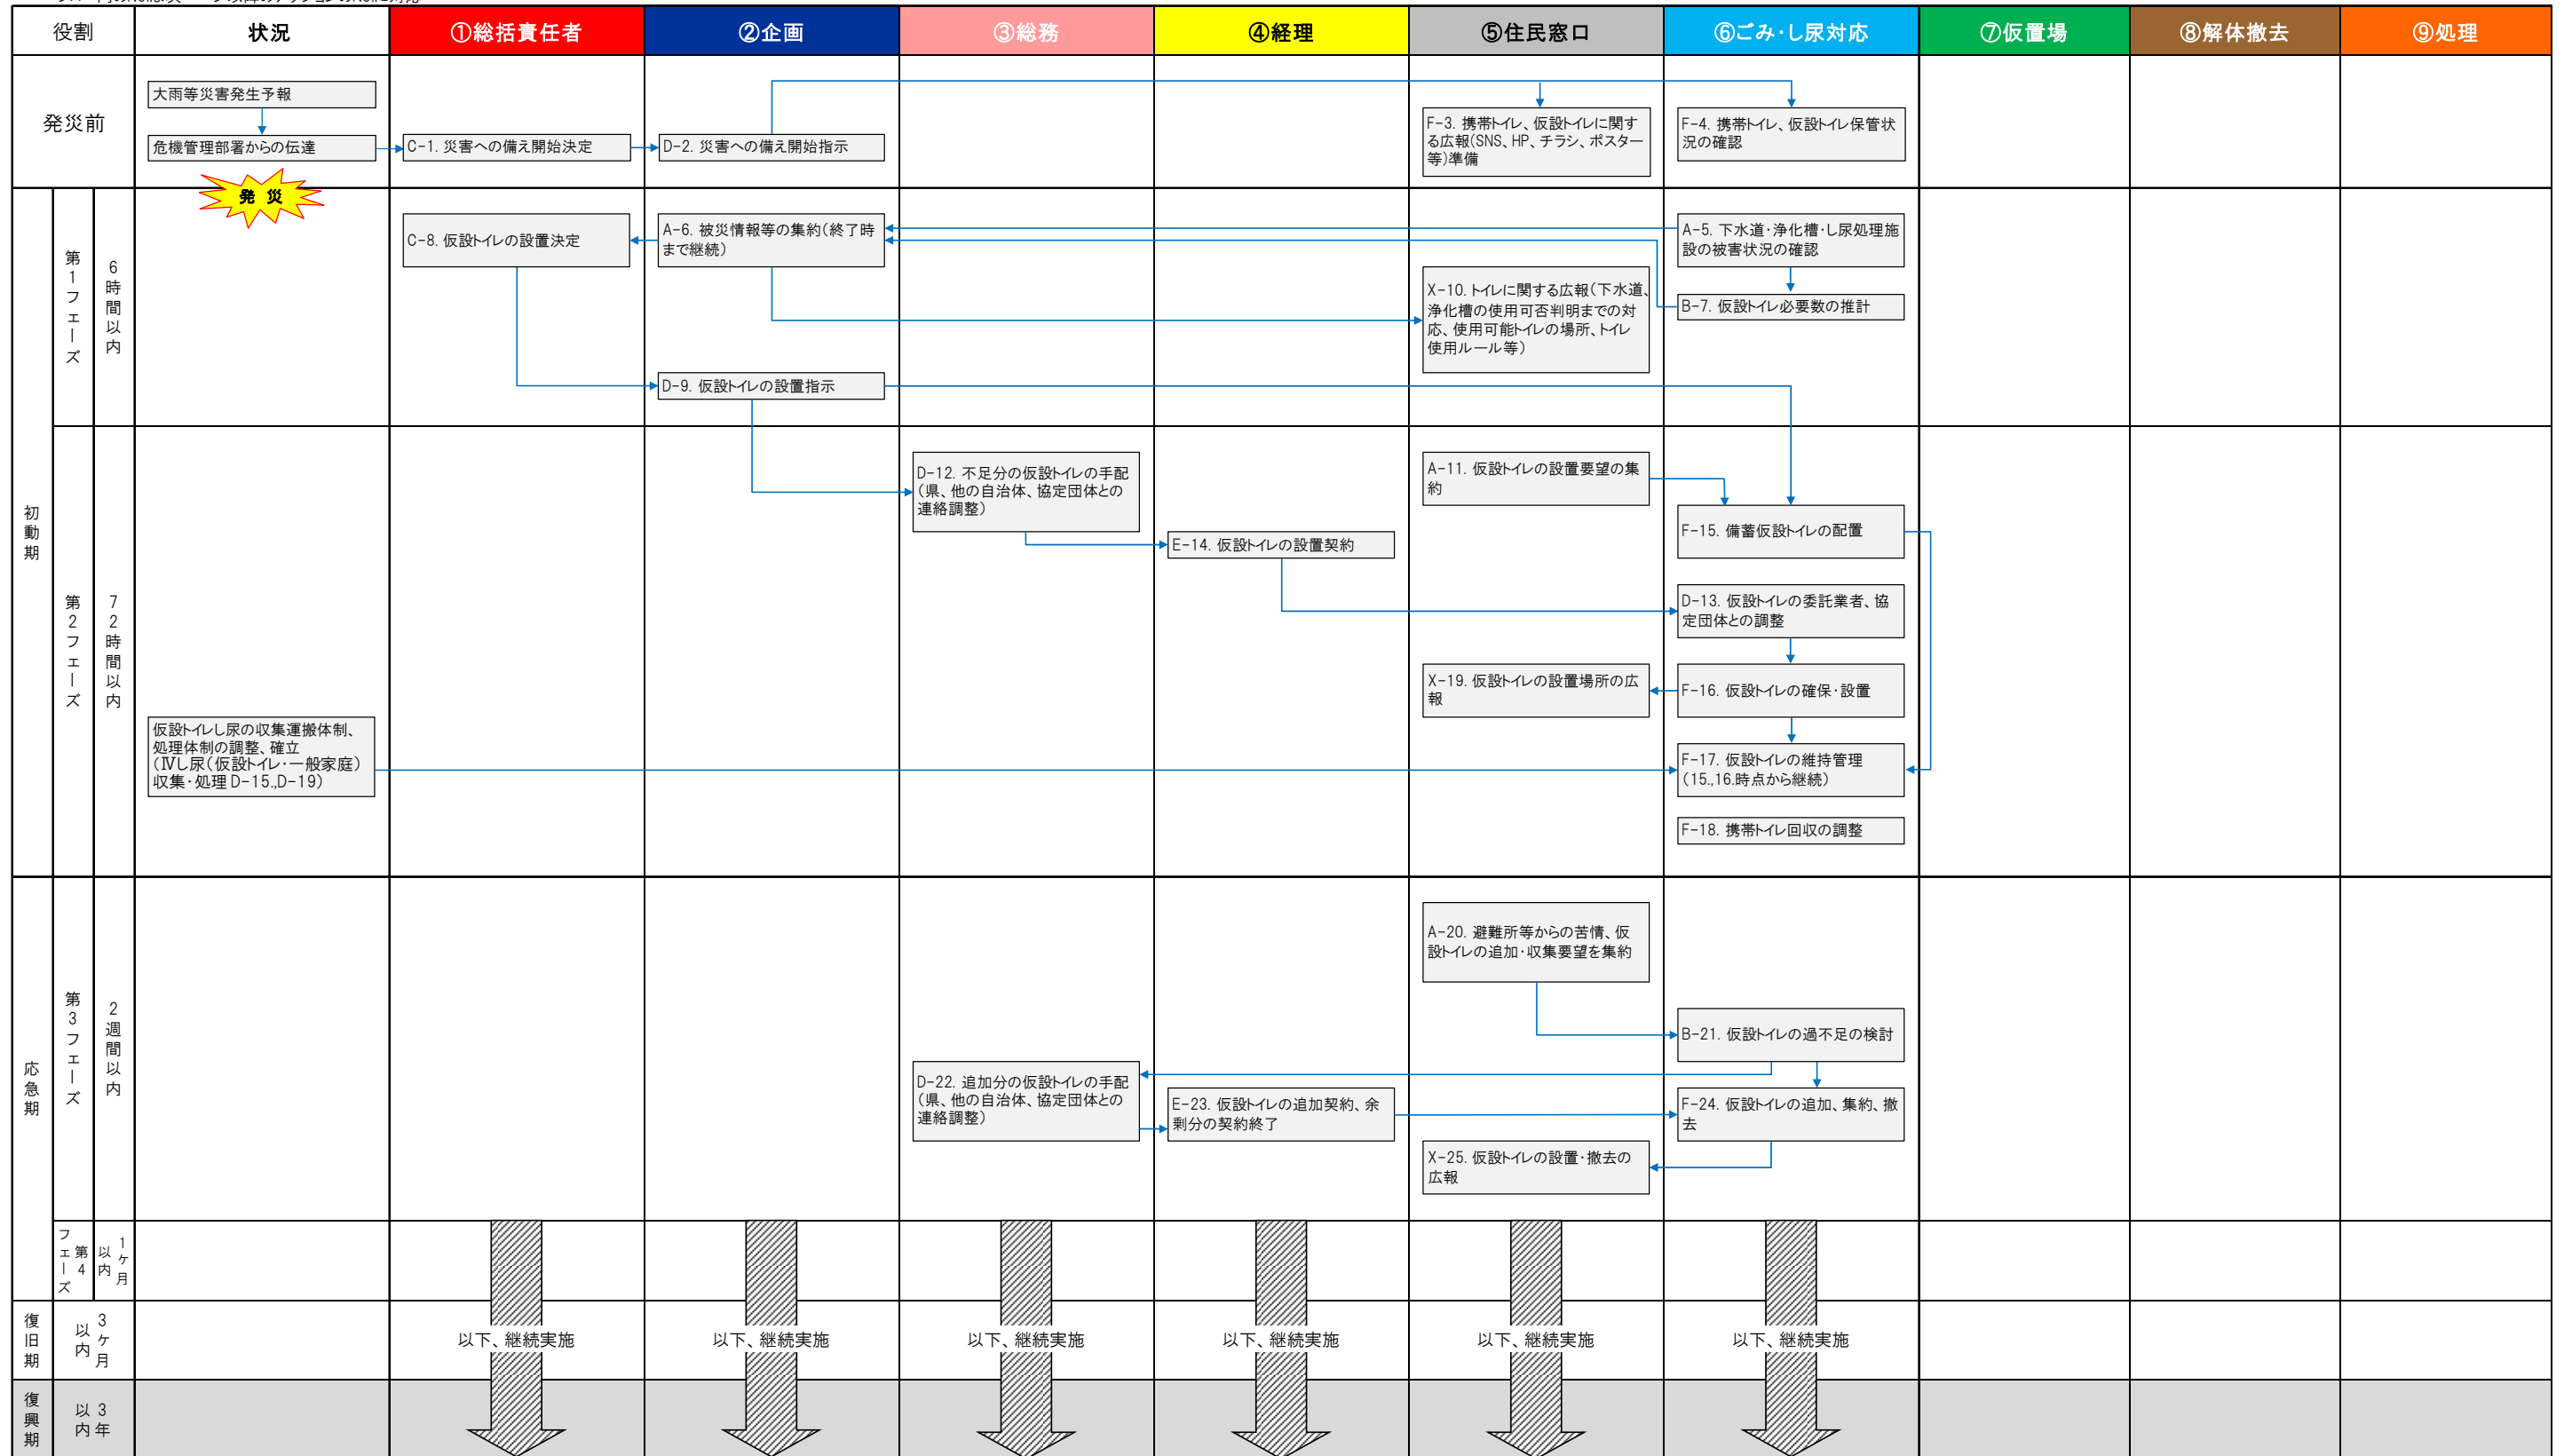 役割
状況
①総括責任者
②企画
③総務
④経理
⑤住民窓口
⑥ごみ・し尿対応
⑦仮置場
⑧解体撤去
⑨処理
発災前
大雨等災害発生予報
危機管理部署からの伝達
C-1. 災害への備え開始決定
D-2. 災害への備え開始指示
F-3. 携帯トイレ、仮設トイレに関す
る広報(SNS、HP、チラシ、ポスター
等)準備
F-4. 携帯トイレ、仮設トイレ保管状
況の確認
発 災
初動期
第1フェーズ
6時間以内
C-8. 仮設トイレの設置決定
A-6. 被災情報等の集約(終了時
まで継続)
A-5. 下水道・浄化槽・し尿処理施
設の被害状況の確認
X-10. トイレに関する広報(下水道、
浄化槽の使用可否判明までの対
応、使用可能トイレの場所、トイレ
使用ルール等)
B-7. 仮設トイレ必要数の推計
D-9. 仮設トイレの設置指示
第2フェーズ
72時間以内
D-12. 不足分の仮設トイレの手配
(県、他の自治体、協定団体との
連絡調整)
A-11. 仮設トイレの設置要望の集
約
E-14. 仮設トイレの設置契約
F-15. 備蓄仮設トイレの配置
D-13. 仮設トイレの委託業者、協
定団体との調整
X-19. 仮設トイレの設置場所の広
報
F-16. 仮設トイレの確保・設置
仮設トイレし尿の収集運搬体制、
処理体制の調整、確立
(Ⅳし尿(仮設トイレ・一般家庭)
収集・処理 D-15.,D-19)
F-17. 仮設トイレの維持管理
(15.,16.時点から継続)
F-18. 携帯トイレ回収の調整
応急期
第3フェーズ
2週間以内
A-20. 避難所等からの苦情、仮
設トイレの追加・収集要望を集約
B-21. 仮設トイレの過不足の検討
D-22. 追加分の仮設トイレの手配
(県、他の自治体、協定団体との
連絡調整)
E-23. 仮設トイレの追加契約、余
剰分の契約終了
F-24. 仮設トイレの追加、集約、撤
去
X-25. 仮設トイレの設置・撤去の
広報
第4
フェーズ
1ヶ月
以内
復旧期
3ヶ月
以内
以下、継続実施
以下、継続実施
以下、継続実施
以下、継続実施
以下、継続実施
以下、継続実施
復興期
3年
以内